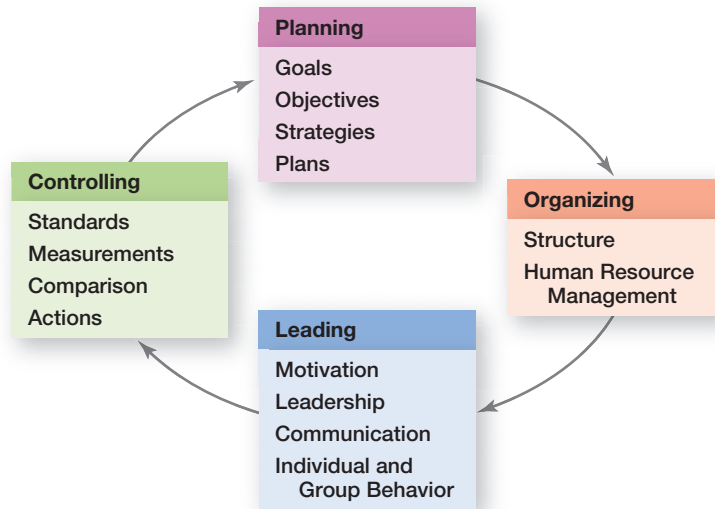 Planning
Goals
Objectives
Strategies
Plans
Controlling
Standards
Measurements
Comparison
Actions
Organizing
Structure
Human Resource
Management
Leading
Motivation
Leadership
Communication
Individual and
Group Behavior